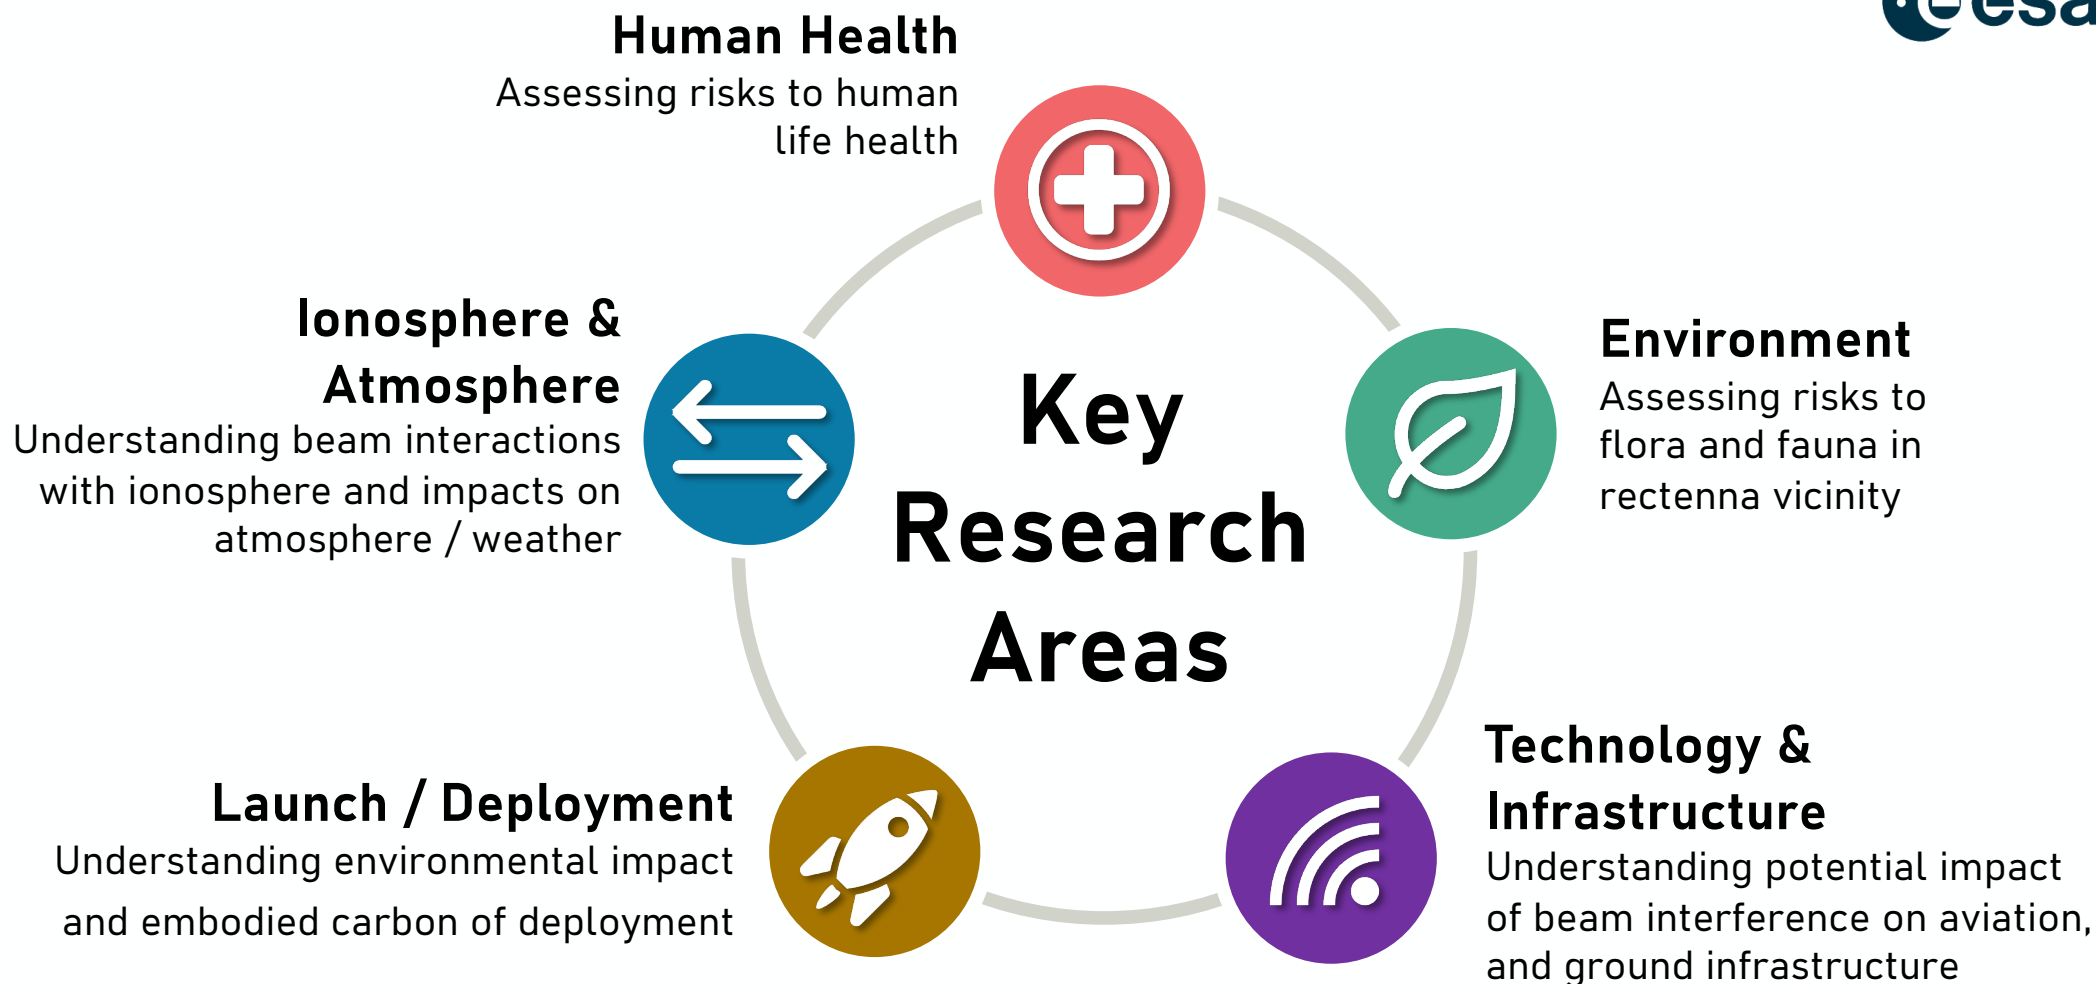 esa
Human Health
Assessing risks to human
life health
Ionosphere &
Atmosphere
Understanding beam interactions
with ionosphere and impacts on
atmosphere / weather
Key
Research
Areas
Environment
Assessing risks to
flora and fauna in
rectenna vicinity
Launch / Deployment
Understanding environmental impact
and embodied carbon of deployment
Technology &
Infrastructure
Understanding potential impact
of beam interference on aviation,
and ground infrastructure